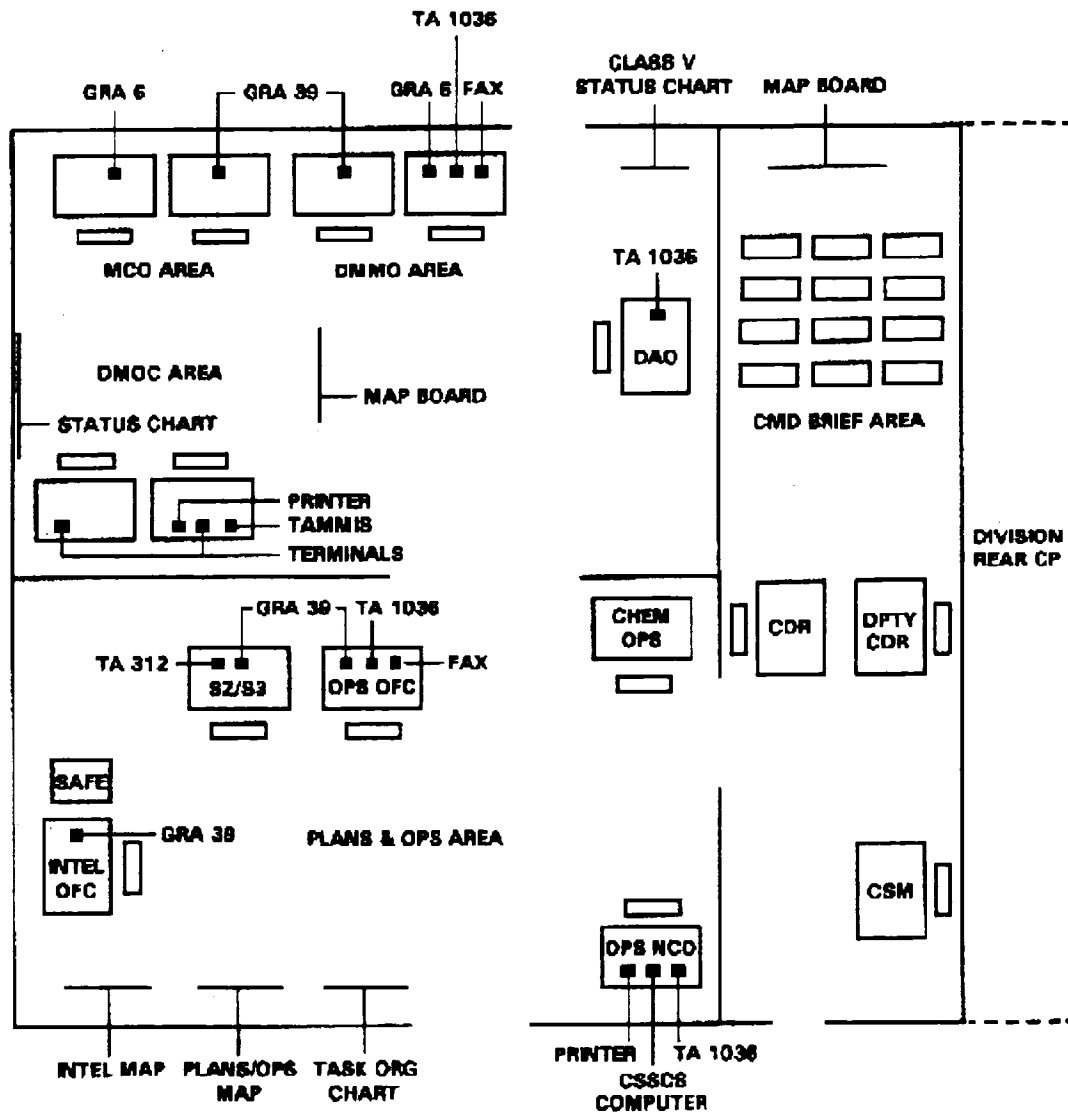 TA 1036
CLASS V
STATUS CHART
MAP BOARD
GRA 6
GRA 39
GRA 6 FAX
MCO AREA
DMMO AREA
TA 1036
DAO
DMOC AREA
MAP BOARD
STATUS CHART
CMD BRIEF AREA
PRINTER
TAMMIS
TERMINALS
DIVISION
REAR CP
GRA 39
TA 1036
CHEM
OPS
CDR
DPTY
CDR
TA 312
FAX
S2/S3
OPS OFC
SAFE
GRA 39
PLANS & OPS AREA
INTEL
OFC
CSM
OPS NCO
PRINTER
TA 1036
CSSCS
COMPUTER
INTEL MAP
PLANS/OPS
MAP
TASK ORG
CHART